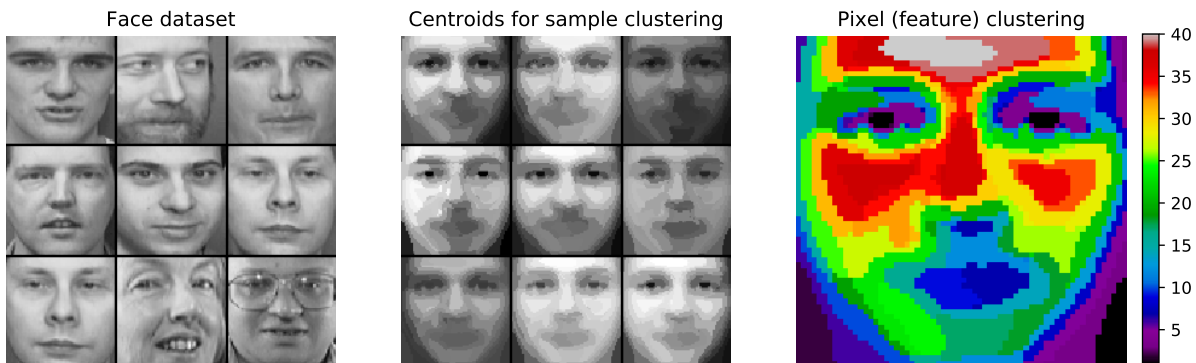 Face dataset
Centroids for sample clustering
Pixel (feature) clustering
40
35
30
25
20
15
10
5